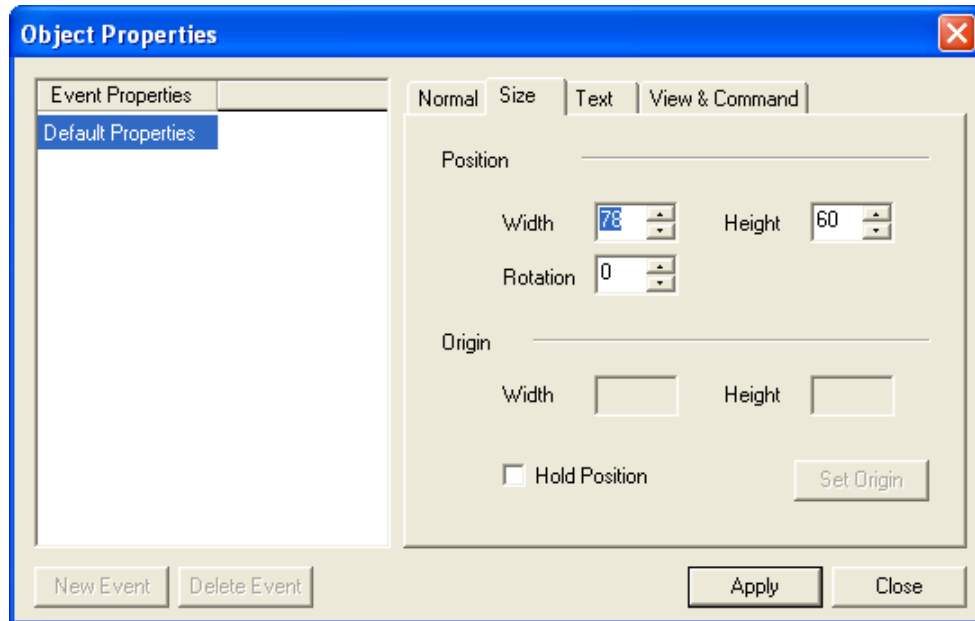 Object Properties
Event Properties
Default Properties
Normal Size Text View & Command
Position
Width 78 Height 60
Rotation 0
Origin
Width Height
Hold Position Set Origin
New Event Delete Event Apply Close